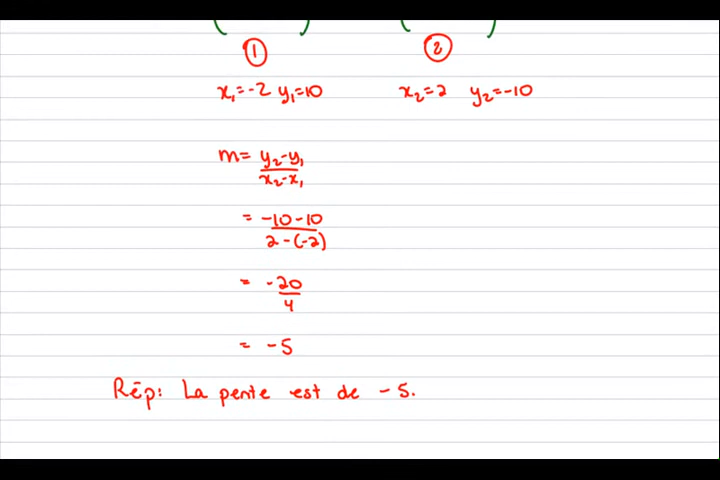 ① ②
x₁=-2 y₁=10 x₂=2 y₂=-10
m= y₂-y₁
x₂-x₁
= -10-10
2-(-2)
= -20
4
= -5
Rép: La pente est de -5.